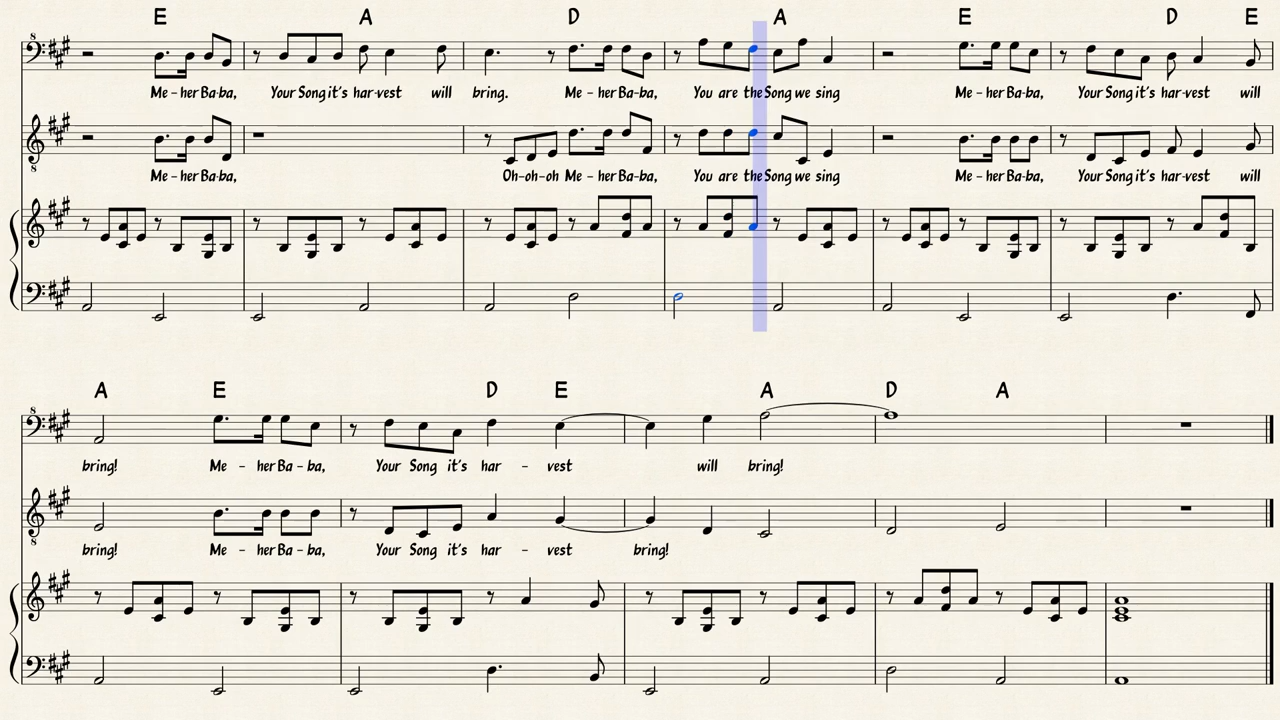 E A D A E D E
8
Me-her Ba-ba, Your Song it's har-vest will bring. Me-her Ba-ba, You are the Song we sing Me-her Ba-ba, Your Song it's har-vest will
8
Me-her Ba-ba, Oh-oh-oh Me-her Ba-ba, You are the Song we sing Me-her Ba-ba, Your Song it's har-vest will
A E D E A D A
8
bring! Me-her Ba-ba, Your Song it's har-vest will bring!
8
bring! Me-her Ba-ba, Your Song it's har-vest bring!